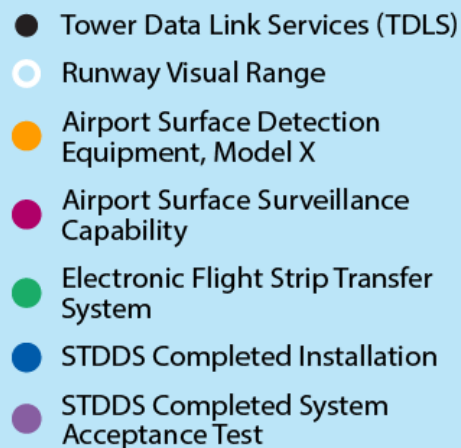 Tower Data Link Services (TDLS)
Runway Visual Range
Airport Surface Detection
Equipment, Model X
Airport Surface Surveillance
Capability
Electronic Flight Strip Transfer
System
STDDS Completed Installation
STDDS Completed System
Acceptance Test